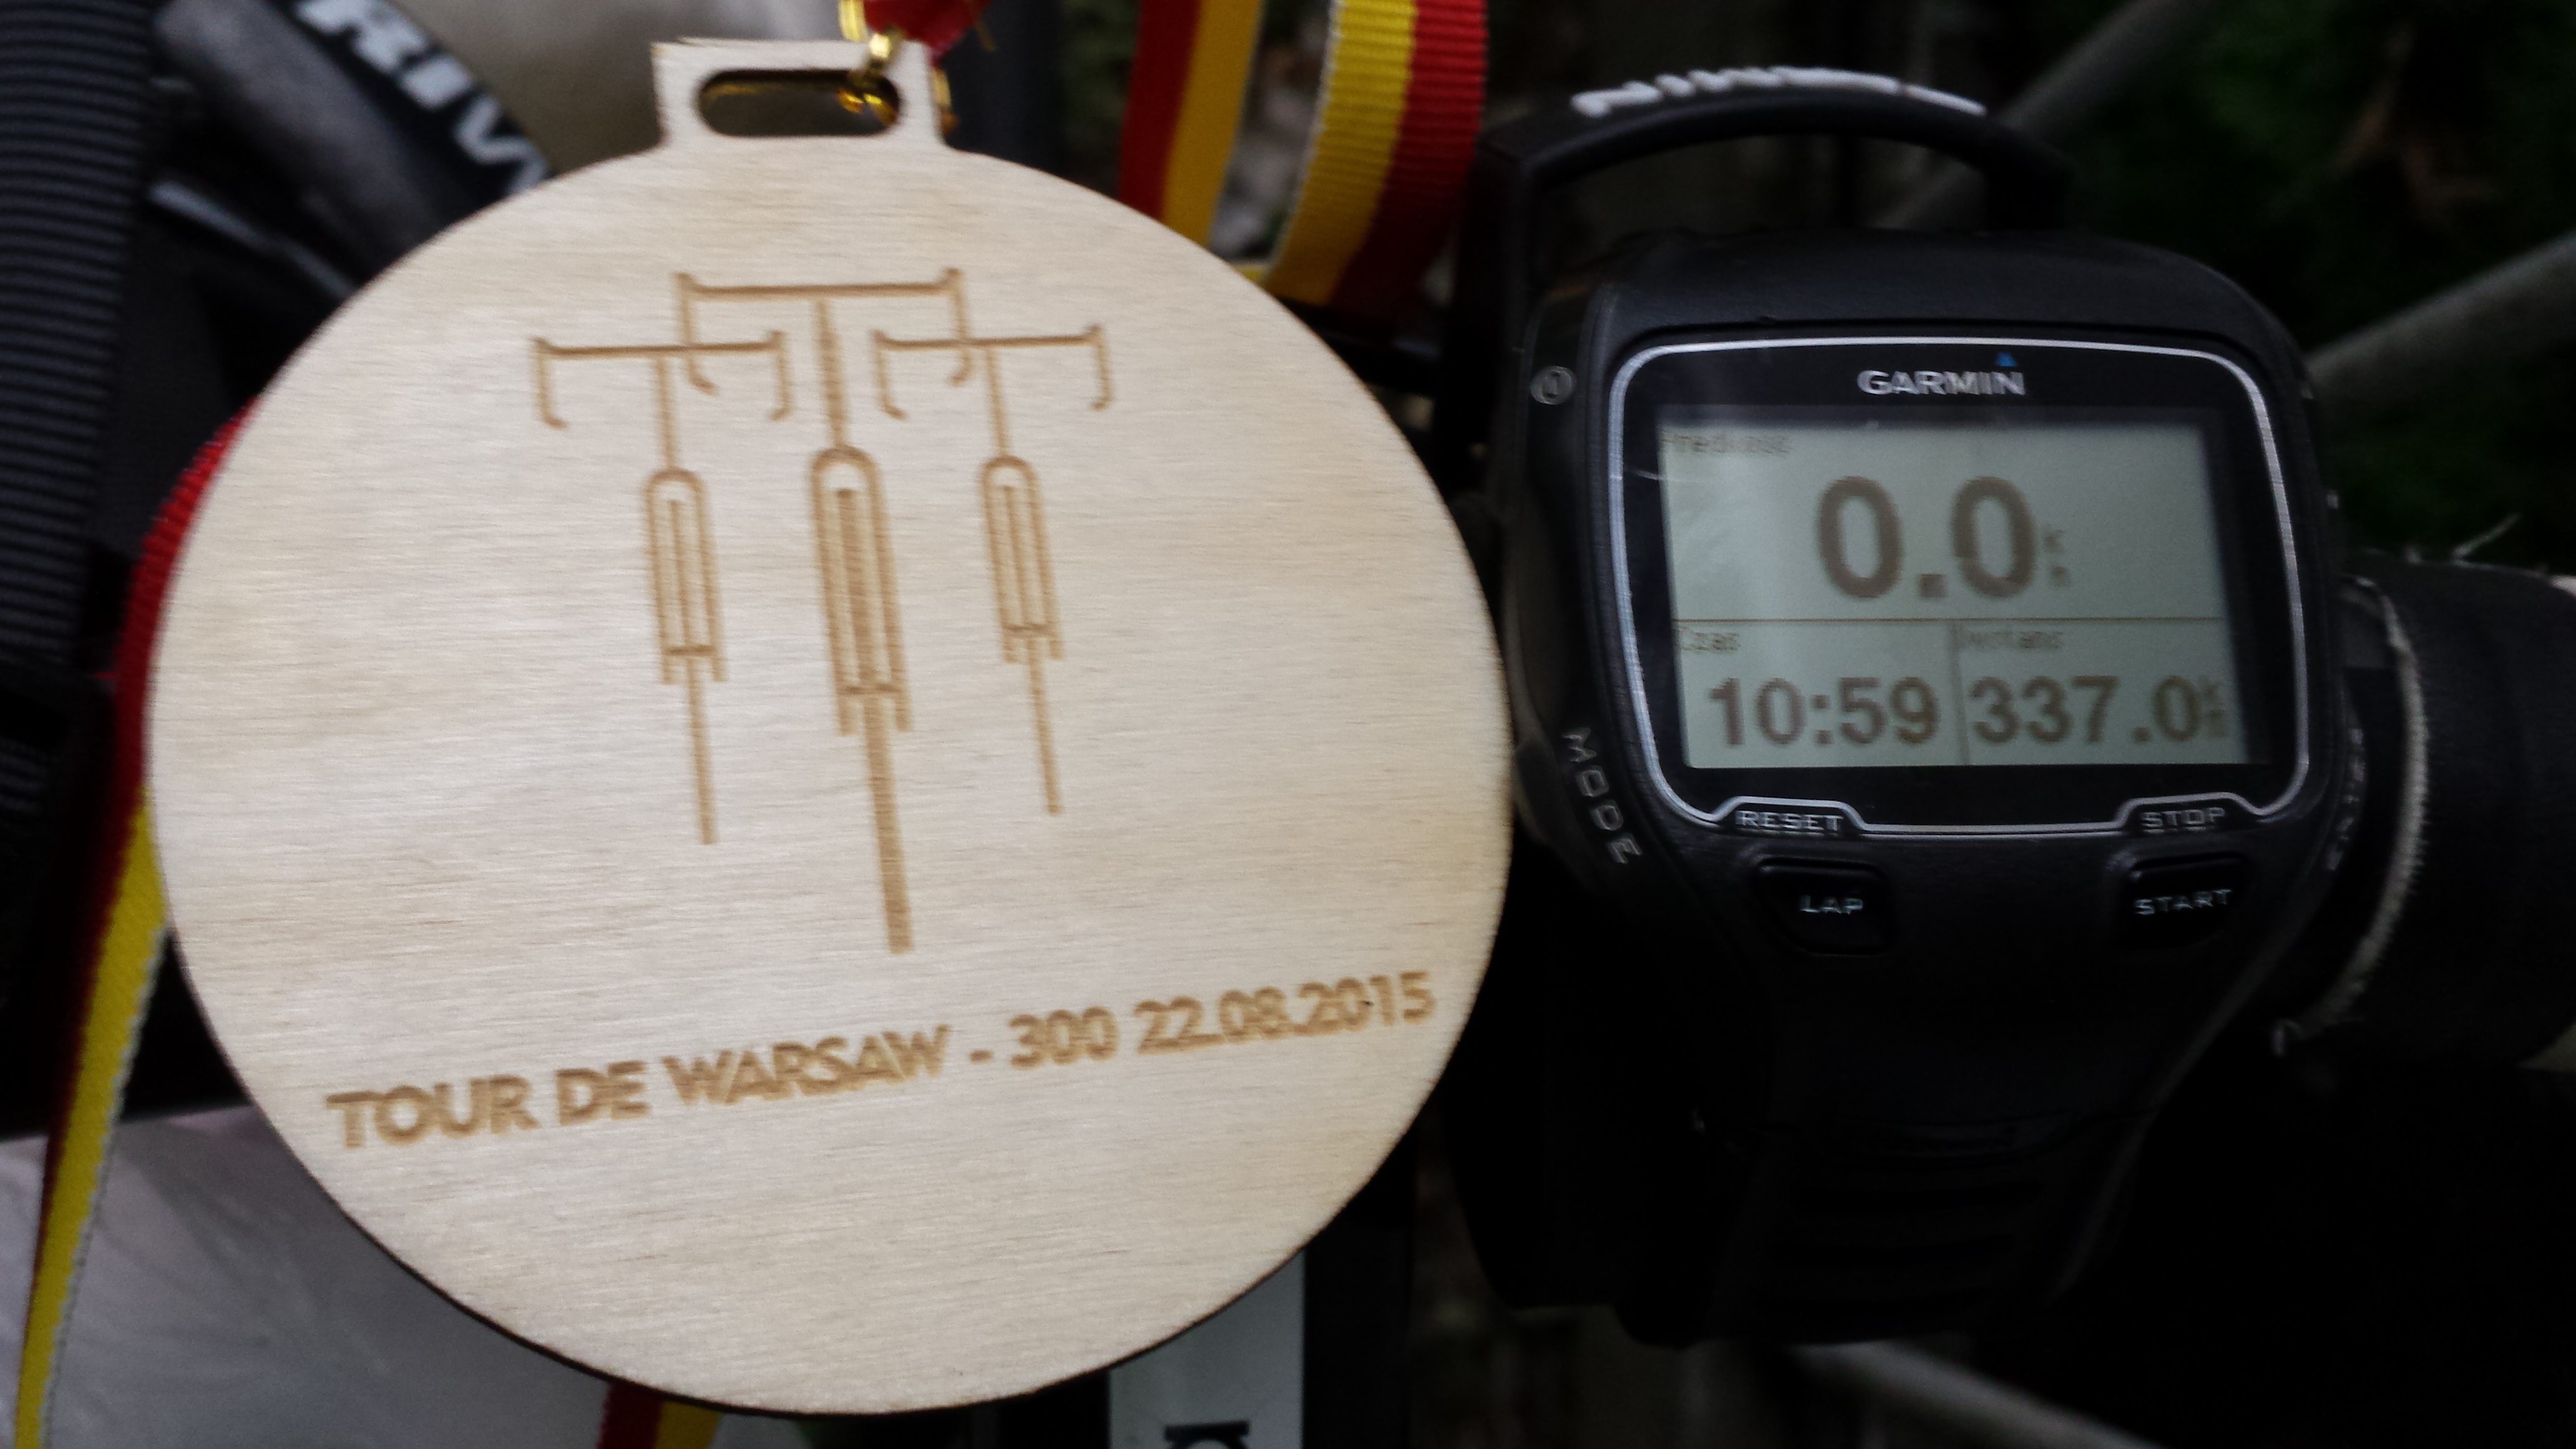 TOUR DE WARSAW - 300 22.08.2015
GARMIN
0.0
Czas
10:59
337.0
MODE
RESET
STOP
LAP
START